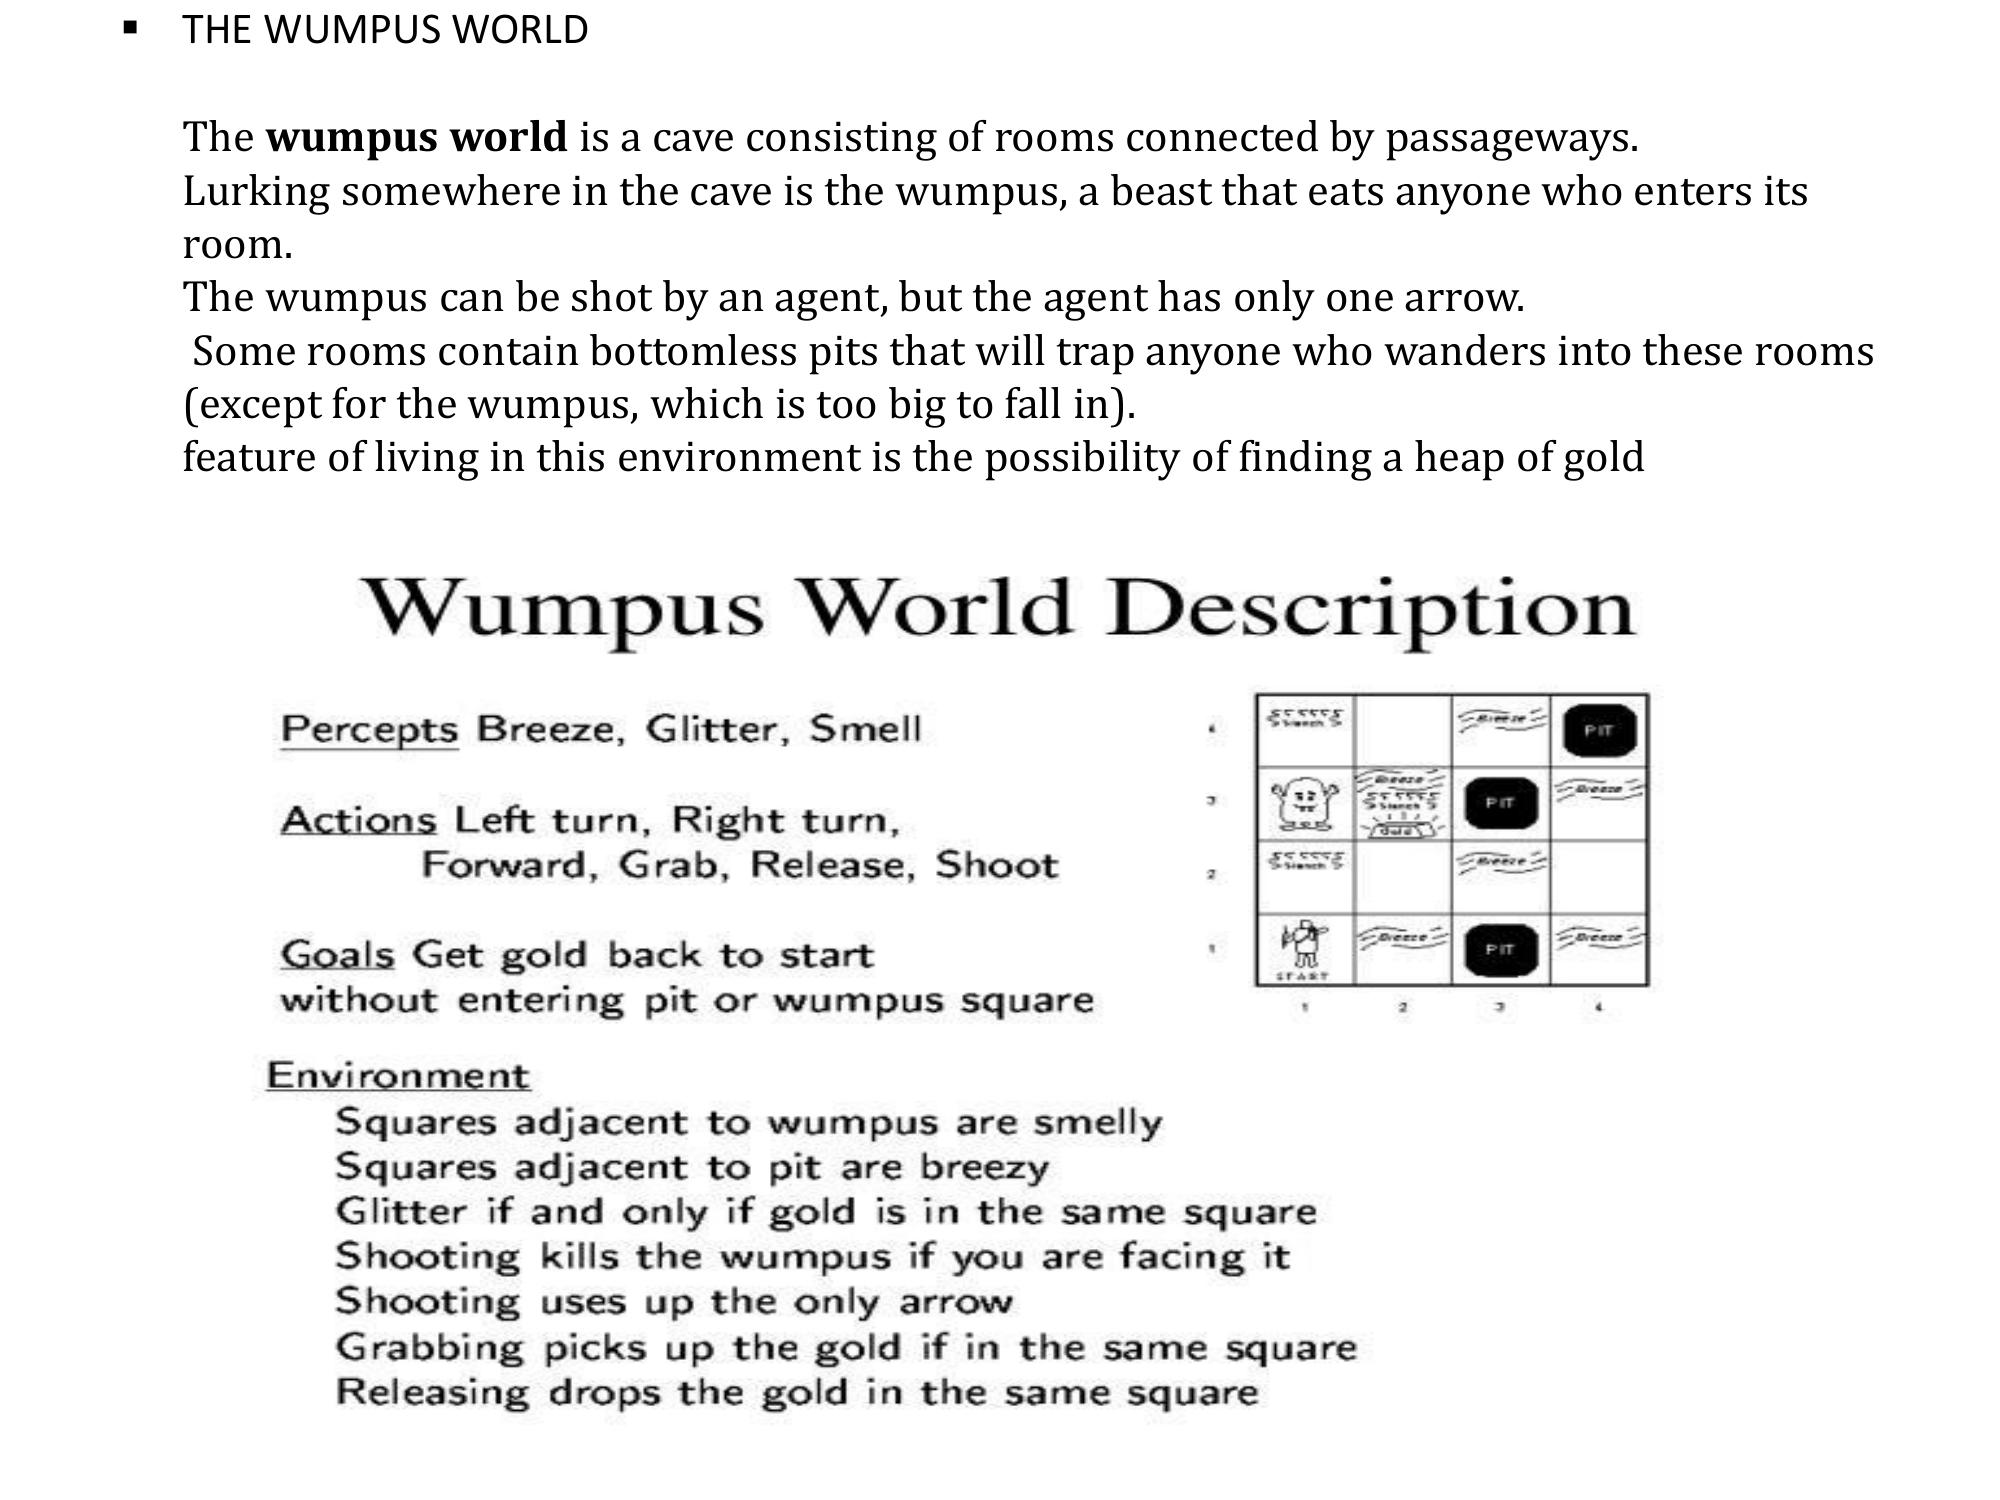 ▪ THE WUMPUS WORLD
The wumpus world is a cave consisting of rooms connected by passageways.
Lurking somewhere in the cave is the wumpus, a beast that eats anyone who enters its
room.
The wumpus can be shot by an agent, but the agent has only one arrow.
Some rooms contain bottomless pits that will trap anyone who wanders into these rooms
(except for the wumpus, which is too big to fall in).
feature of living in this environment is the possibility of finding a heap of gold
Wumpus World Description
Percepts Breeze, Glitter, Smell
Actions Left turn, Right turn,
Forward, Grab, Release, Shoot
Goals Get gold back to start
without entering pit or wumpus square
Environment
Squares adjacent to wumpus are smelly
Squares adjacent to pit are breezy
Glitter if and only if gold is in the same square
Shooting kills the wumpus if you are facing it
Shooting uses up the only arrow
Grabbing picks up the gold if in the same square
Releasing drops the gold in the same square
4 Stench Breeze PIT
Breeze
3 Stench PIT Breeze
Gold
2 Stench Breeze
1 Breeze PIT Breeze
START
1 2 3 4